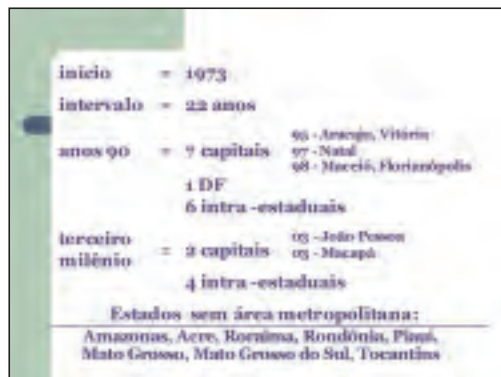 início = 1973
intervalo = 22 anos
anos 90 = 7 capitais
95 - Aracaju, Vitória
97 - Natal
98 - Maceió, Florianópolis
1 DF
6 intra-estaduais
terceiro milênio = 2 capitais
03 - João Pessoa
03 - Macapá
4 intra-estaduais
Estados sem área metropolitana:
Amazonas, Acre, Roraima, Rondônia, Piauí,
Mato Grosso, Mato Grosso do Sul, Tocantins